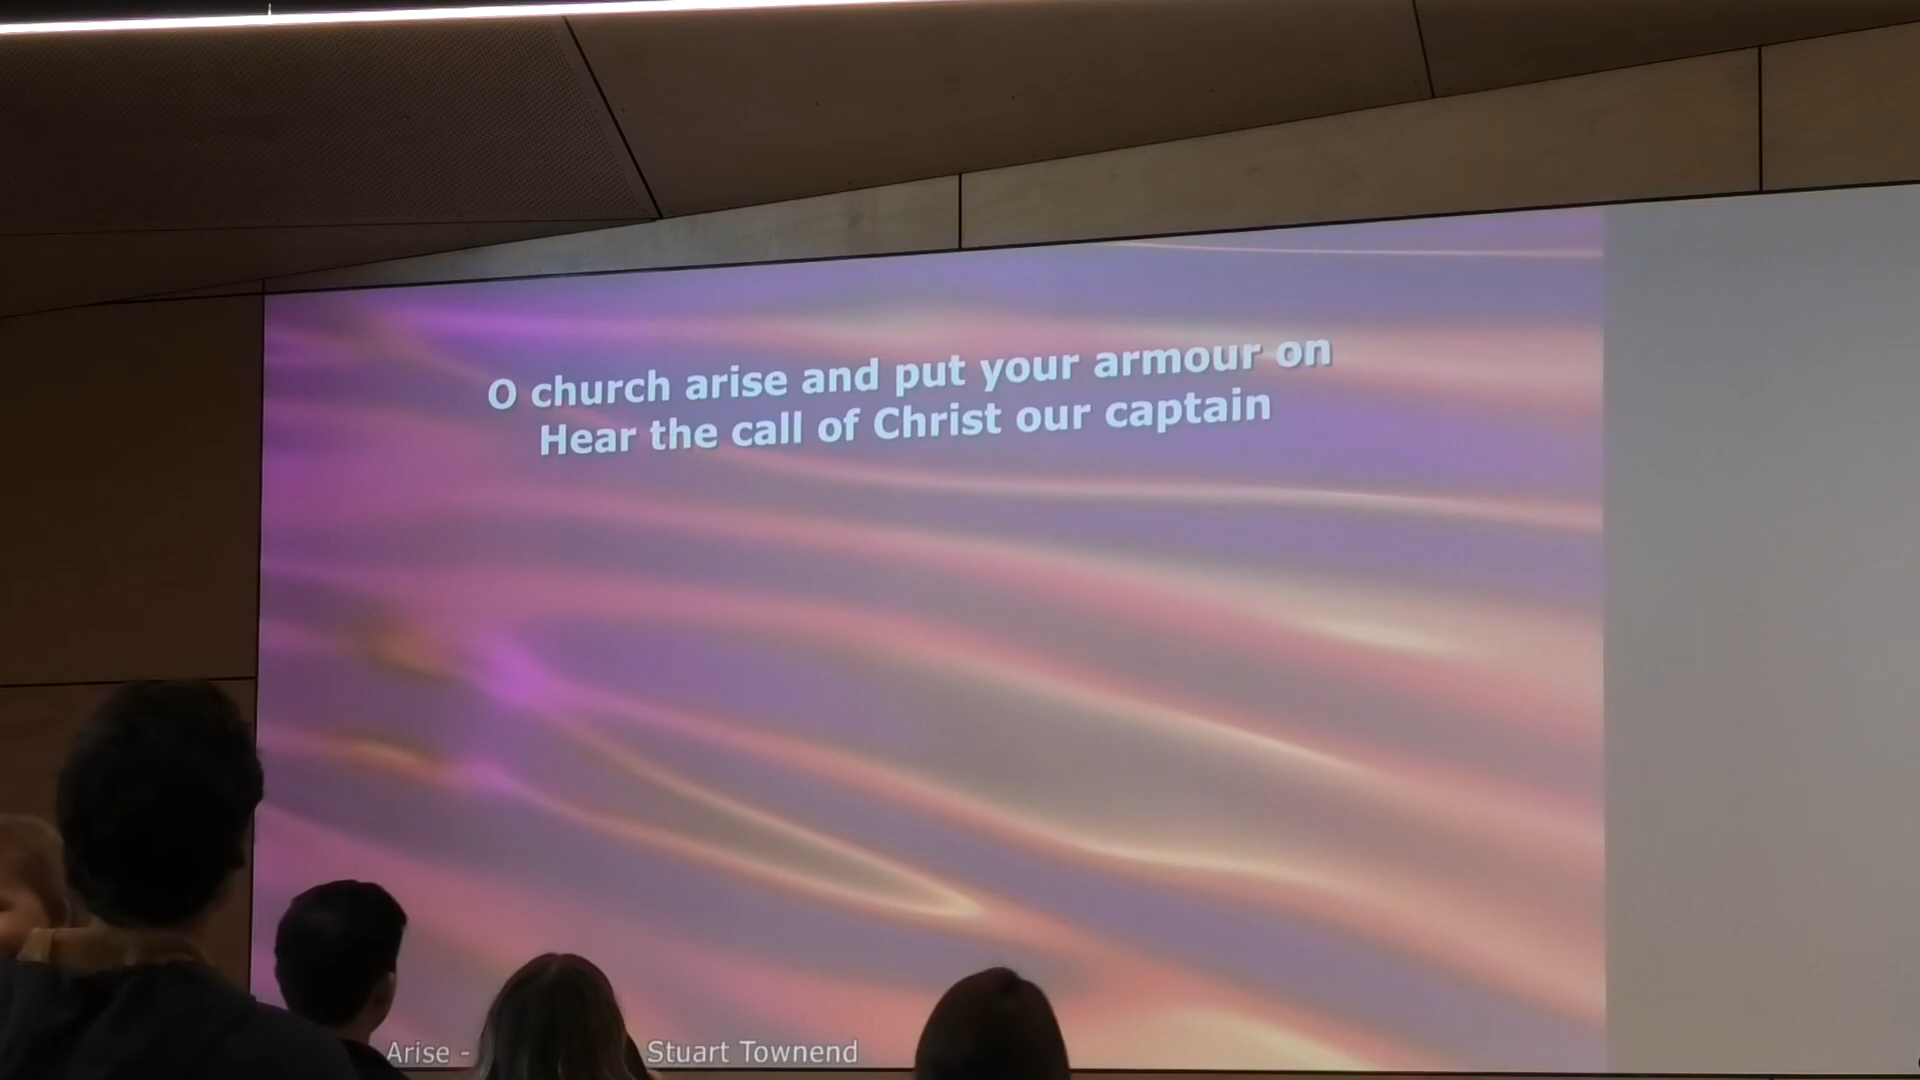 O church arise and put your armour on
Hear the call of Christ our captain
Arise - Stuart Townend